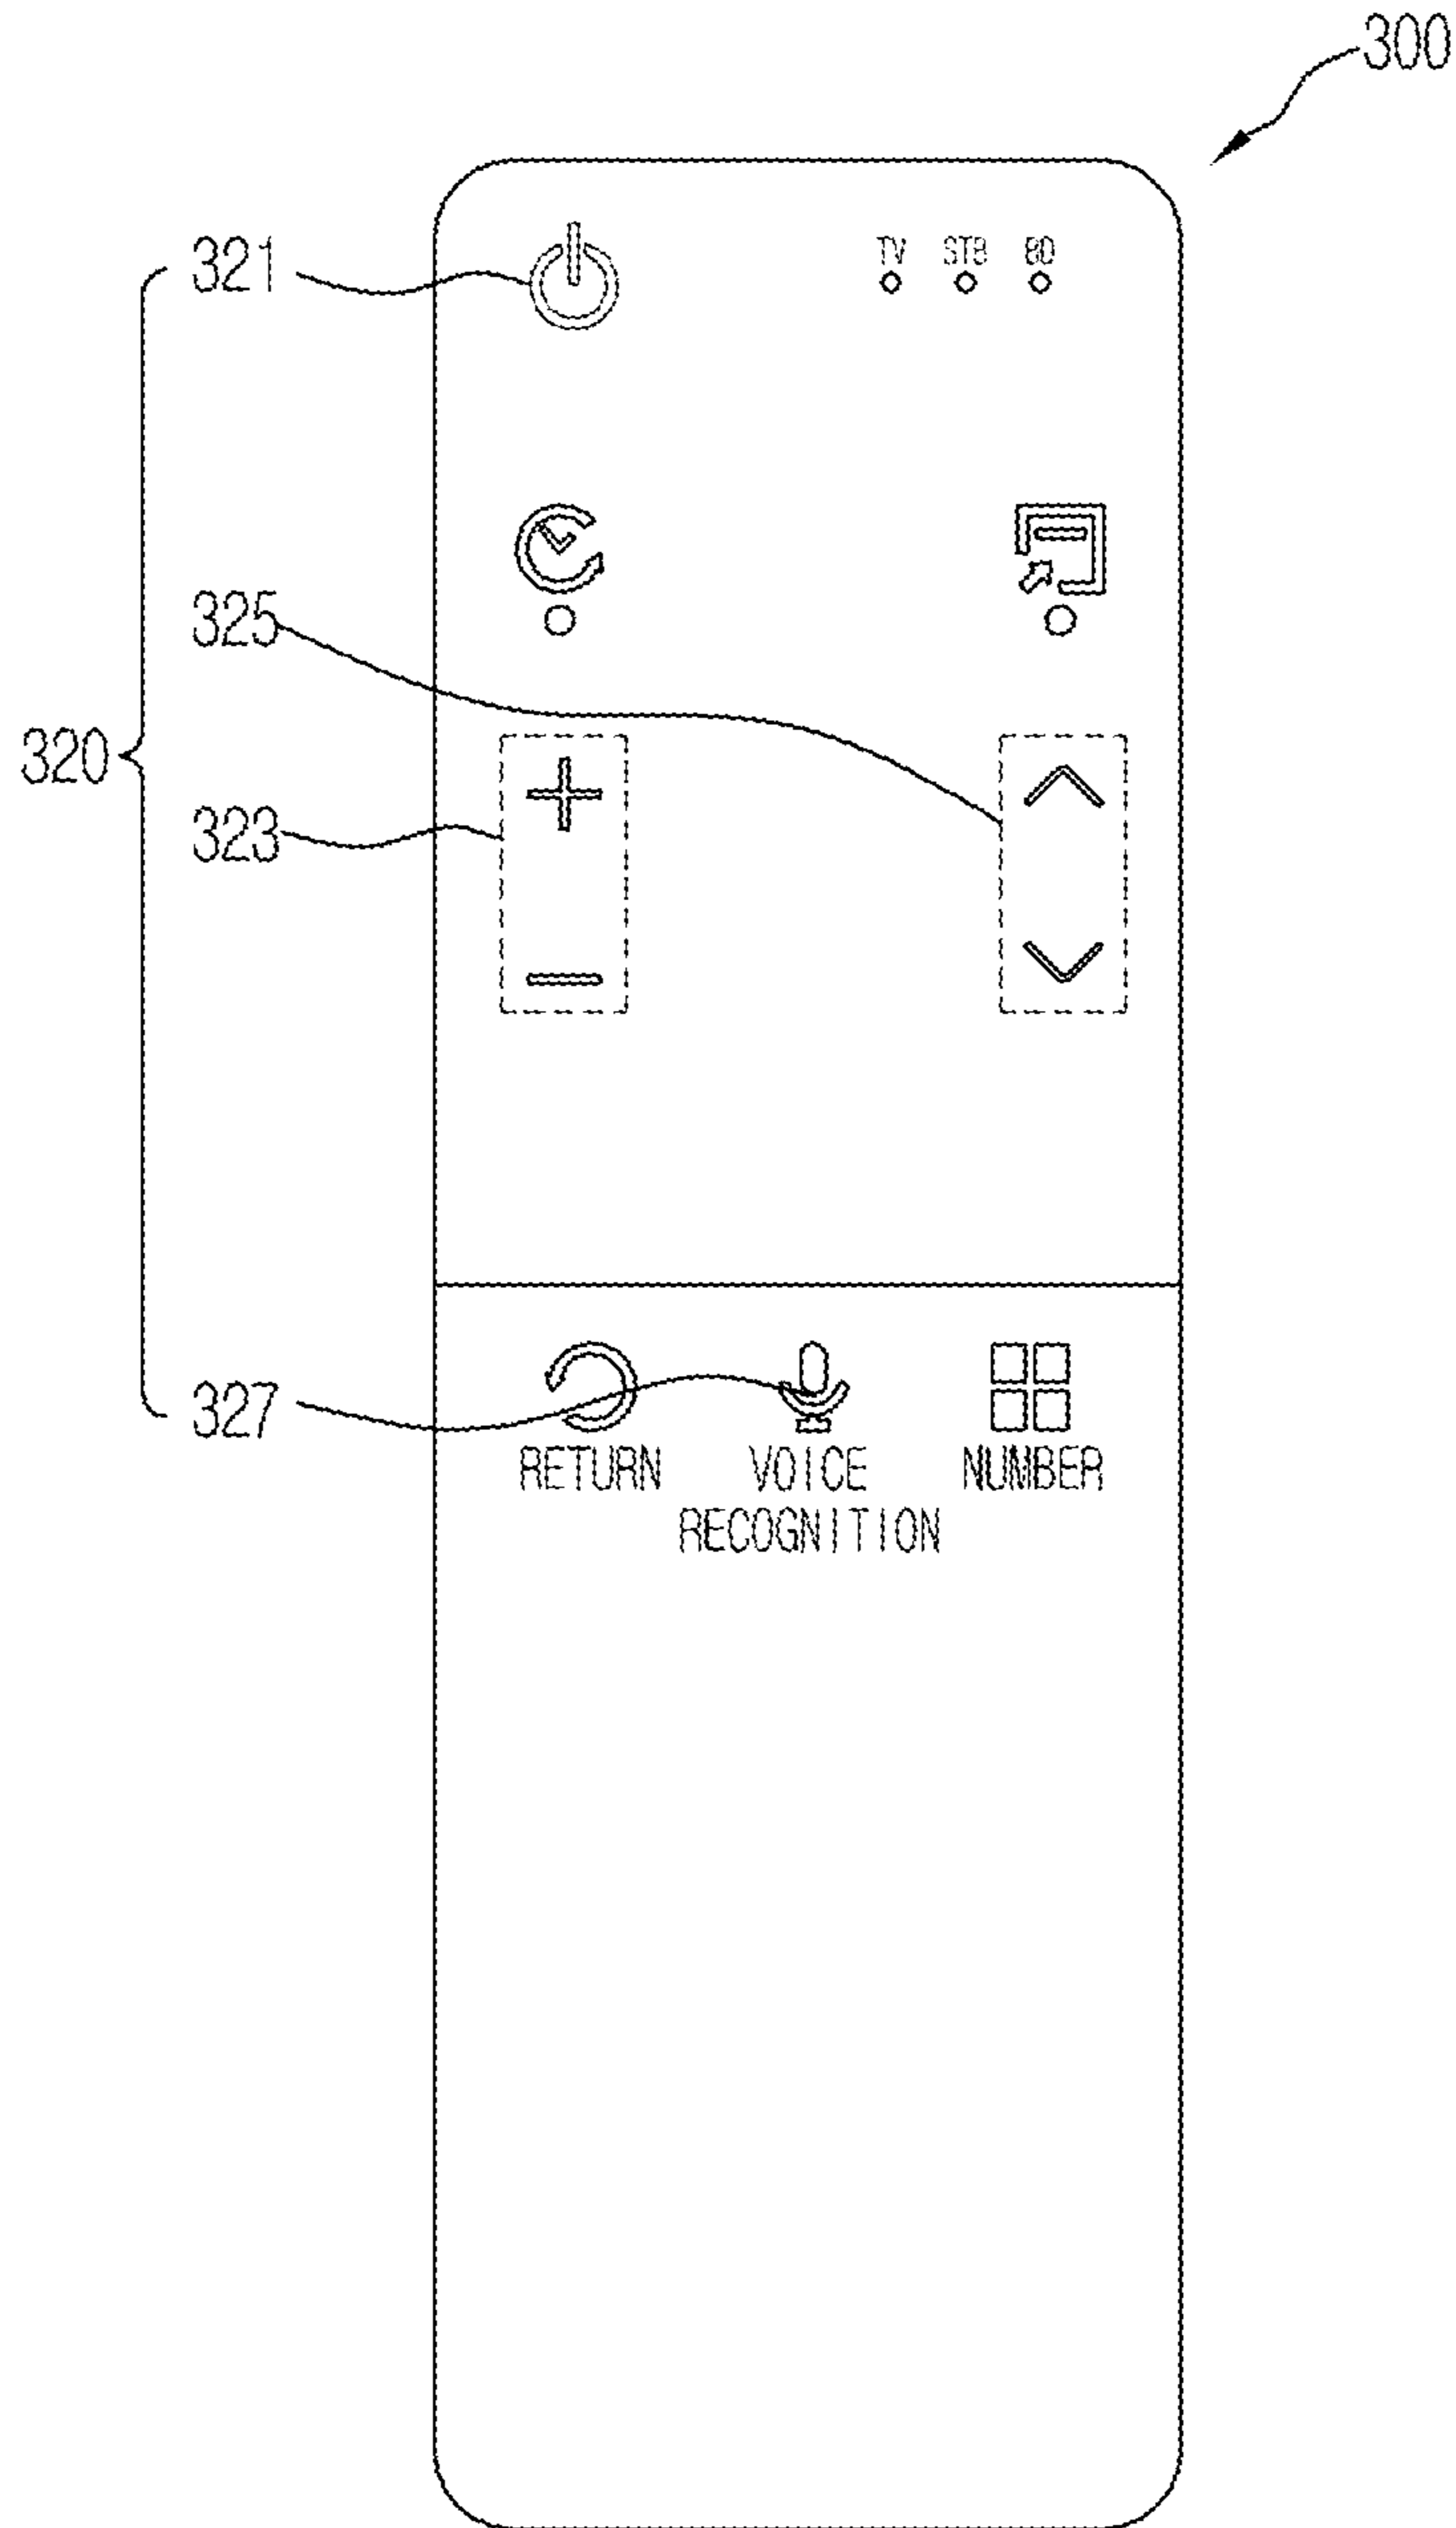 300
321
TV STB BD
325
320
323
327
RETURN VOICE NUMBER
RECOGNITION